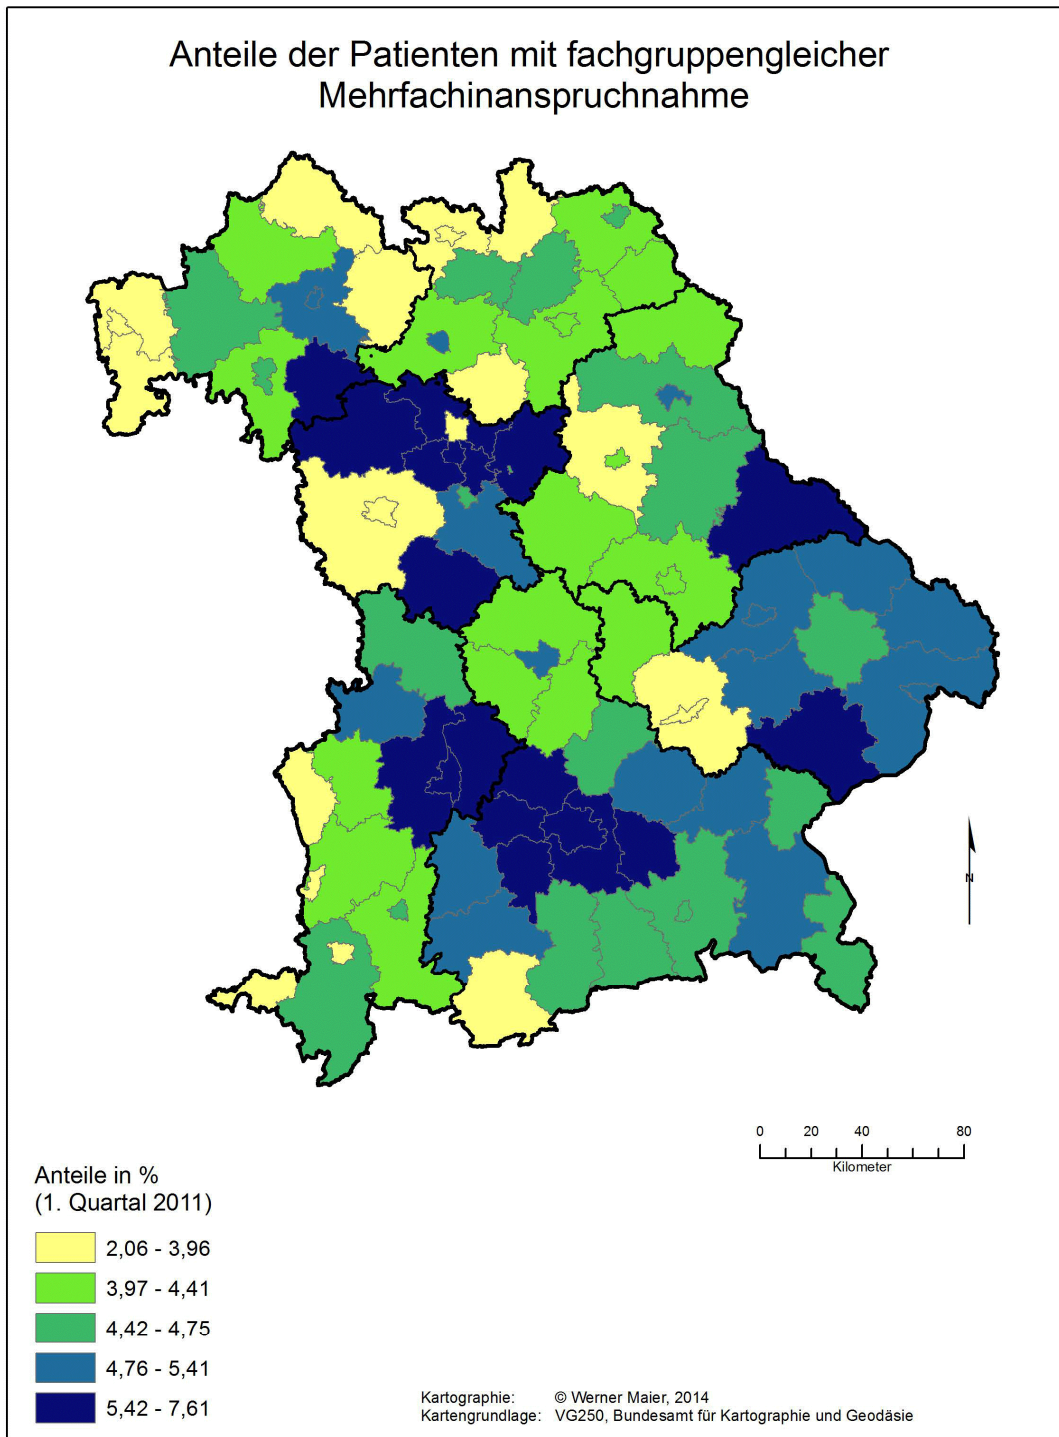 Anteile der Patienten mit fachgruppengleicher
Mehrfachinanspruchnahme
N
0 20 40 80
Kilometer
Anteile in %
(1. Quartal 2011)
2,06 - 3,96
3,97 - 4,41
4,42 - 4,75
4,76 - 5,41
5,42 - 7,61
Kartographie: © Werner Maier, 2014
Kartengrundlage: VG250, Bundesamt für Kartographie und Geodäsie